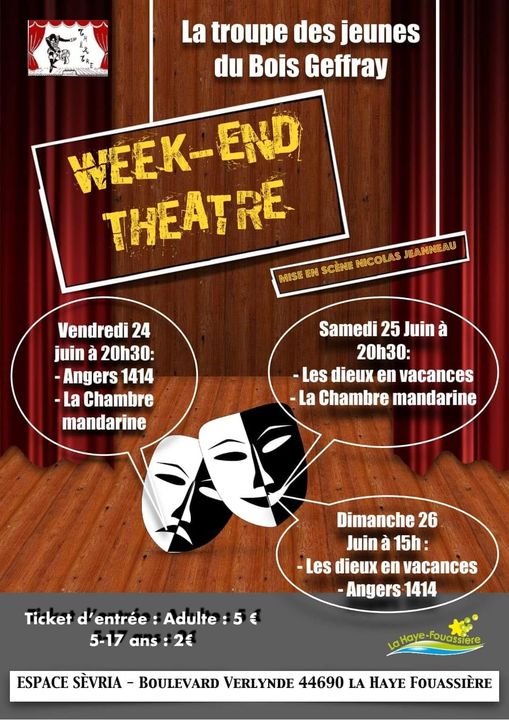 THEATRE
La troupe des jeunes
du Bois Geffray
WEEK-END
THEATRE
MISE EN SCÈNE NICOLAS JEANNEAU
Vendredi 24
juin à 20h30:
- Angers 1414
- La Chambre
mandarine
Samedi 25 Juin à
20h30:
- Les dieux en vacances
- La Chambre mandarine
Dimanche 26
Juin à 15h :
- Les dieux en vacances
- Angers 1414
Ticket d'entrée : Adulte : 5 €
5-17 ans : 2€
La Haye-Fouassière
ESPACE SÈVRIA – BOULEVARD VERLYNDE 44690 LA HAYE FOUASSIÈRE